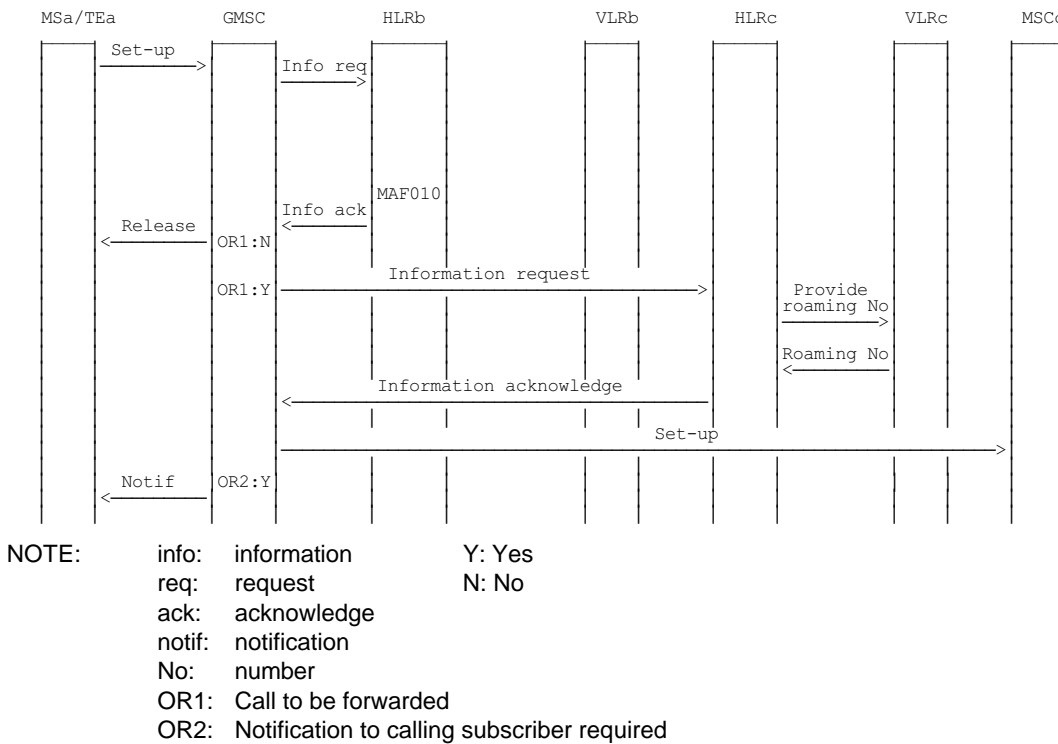 MSa/TEa GMSC HLRb VLRb HLRc VLRc
Set-up
Info req
MAF010
Info ack
Release
OR1:N
Information request
OR1:Y
Provide
roaming No
Roaming No
Information acknowledge
Set-up
Notif OR2:Y
NOTE: info: information Y: Yes
req: request N: No
ack: acknowledge
notif: notification
No: number
OR1: Call to be forwarded
OR2: Notification to calling subscriber required